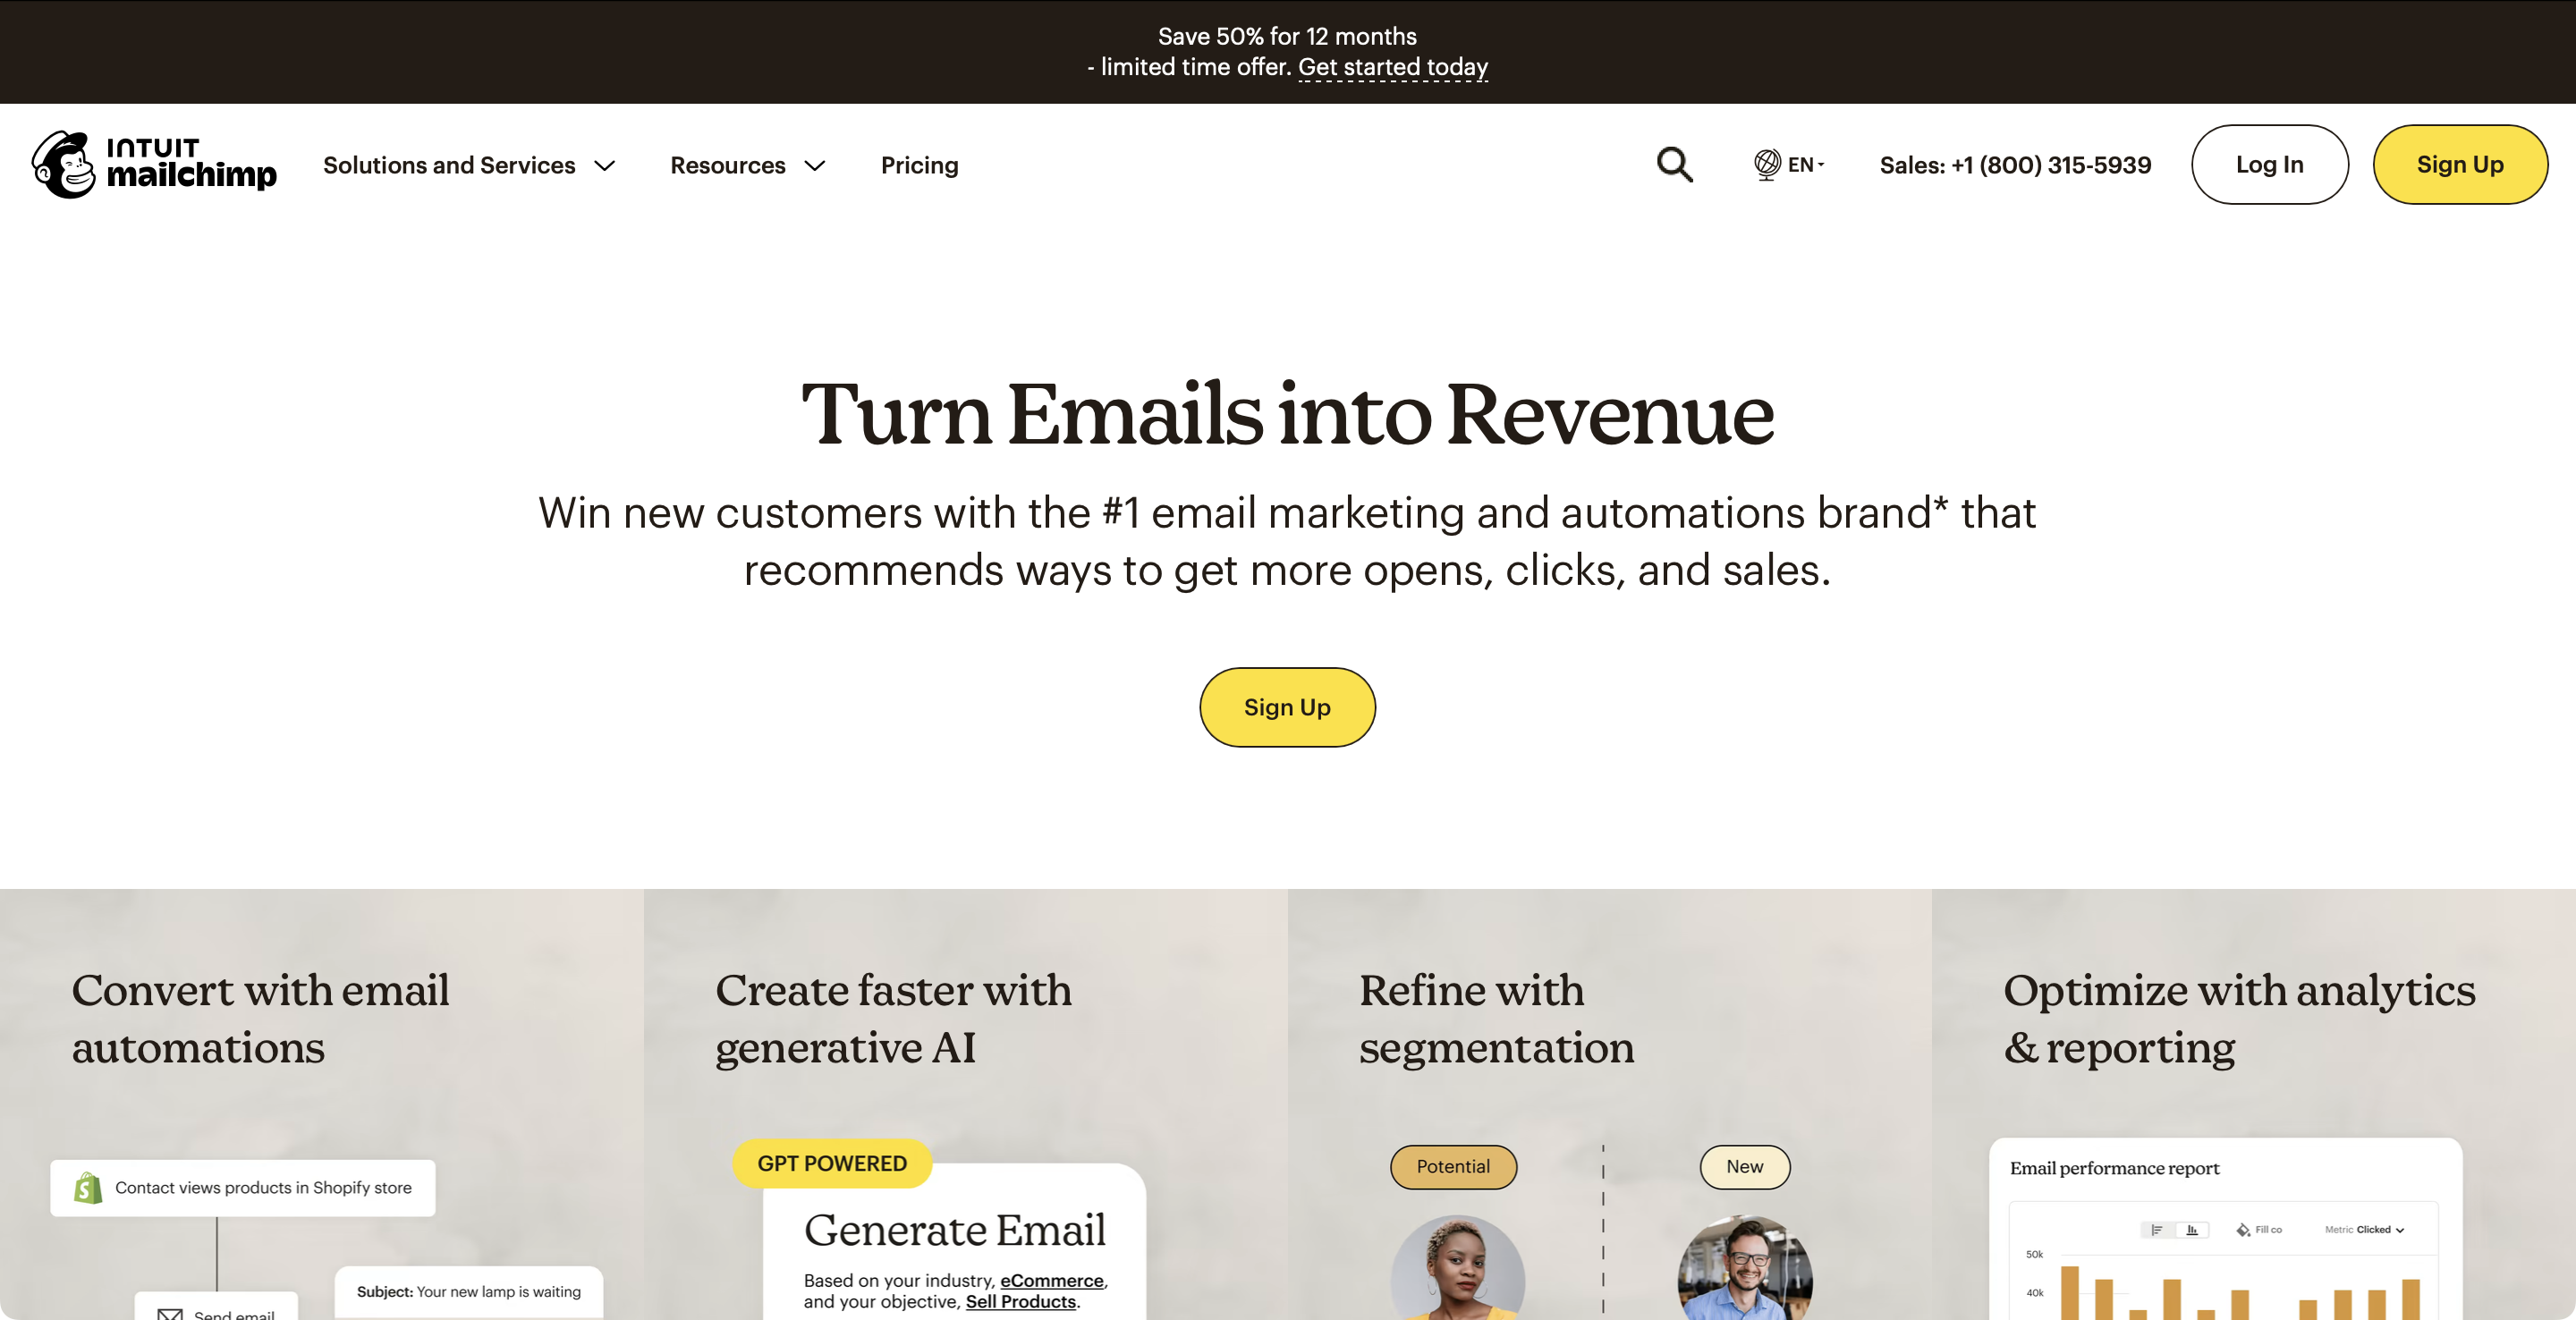 Save 50% for 12 months
- limited time offer. Get started today
INTUIT
mailchimp
Solutions and Services
Resources
Pricing
EN
Sales: +1 (800) 315-5939
Log In
Sign Up
Turn Emails into Revenue
Win new customers with the #1 email marketing and automations brand* that
recommends ways to get more opens, clicks, and sales.
Sign Up
Convert with email
automations
Contact views products in Shopify store
Subject: Your new lamp is waiting
Send email
Create faster with
generative AI
GPT POWERED
Generate Email
Based on your industry, eCommerce,
and your objective, Sell Products.
Refine with
segmentation
Potential
New
Optimize with analytics
& reporting
Email performance report
Fill co
Metric Clicked
50k
40k